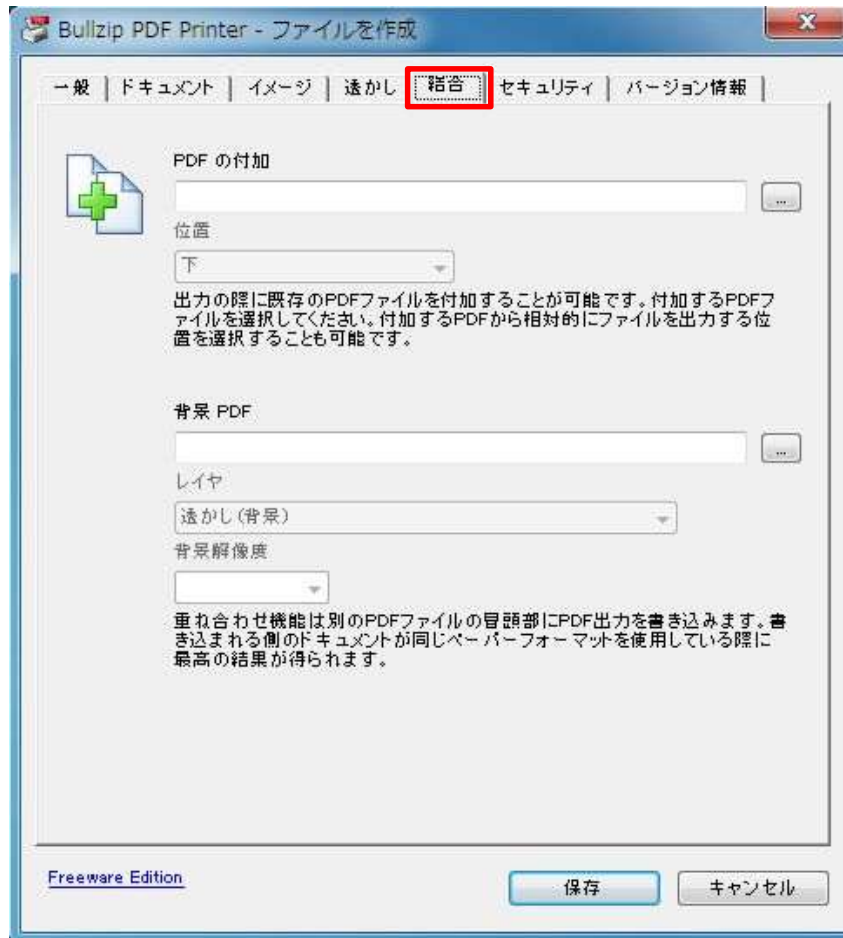 Bullzip PDF Printer - ファイルを作成
一般 ドキュメント イメージ 透かし 結合 セキュリティ バージョン情報
PDF の付加
...
位置
下
出力の際に既存のPDFファイルを付加することが可能です。付加するPDFフ
ァイルを選択してください。付加するPDFから相対的にファイルを出力する位
置を選択することも可能です。
背景 PDF
...
レイヤ
透かし(背景)
背景解像度
重ね合わせ機能は別のPDFファイルの冒頭部にPDF出力を書き込みます。書
き込まれる側のドキュメントが同じペーパーフォーマットを使用している際に
最高の結果が得られます。
Freeware Edition
保存
キャンセル